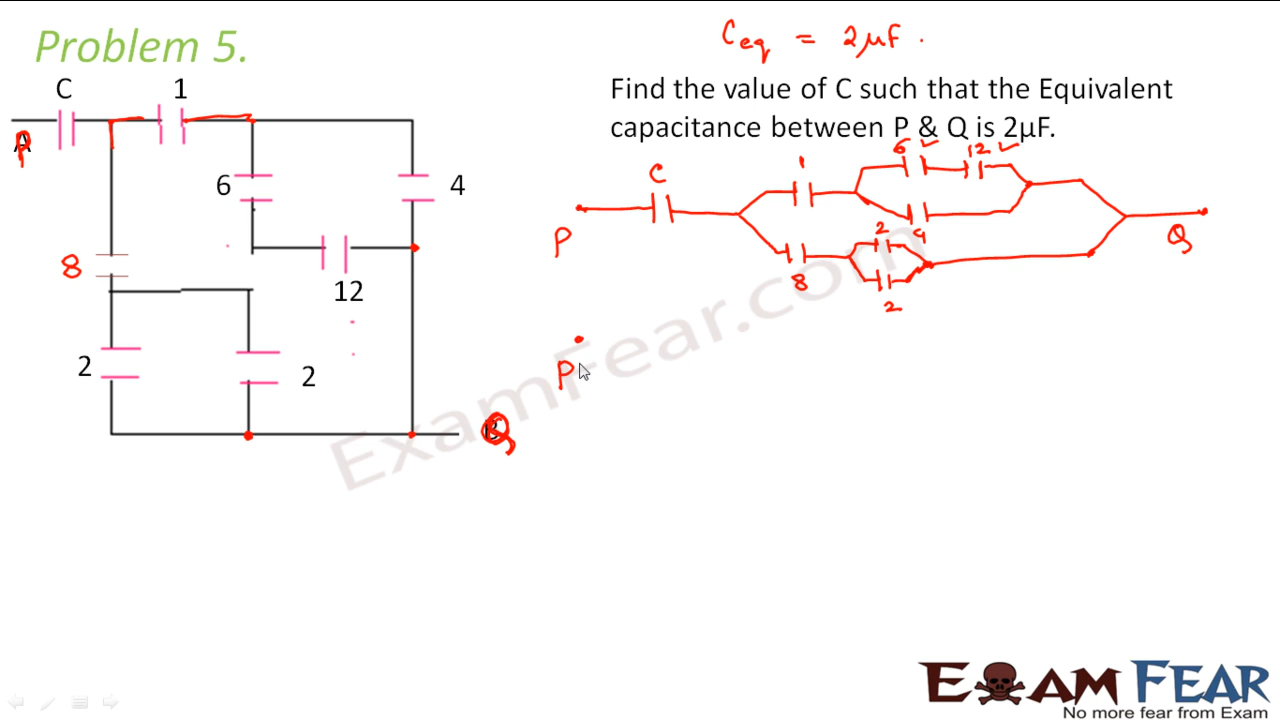 Problem 5.
C_eq = 2μF.
Find the value of C such that the Equivalent
capacitance between P & Q is 2μF.
C 1
P
6 4
8
12
2 2
Q
6 ✓ 12 ✓
C 1
P
4
2
Q
8
2
P
ExamFear.com
EXAM FEAR
No more fear from Exam